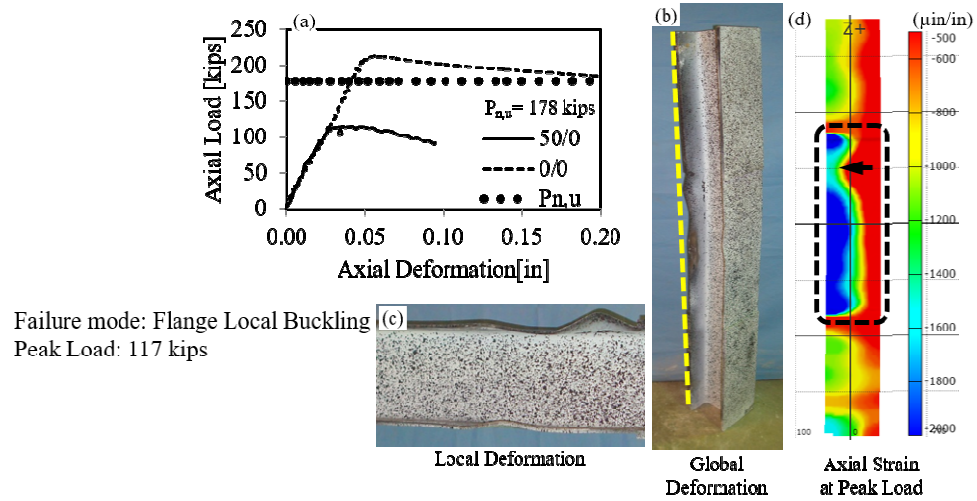 (a)
Axial Load [kips]
250
200
150
100
50
0
P_n,u = 178 kips
50/0
0/0
Pn,u
0.00 0.05 0.10 0.15 0.20
Axial Deformation[in]
Failure mode: Flange Local Buckling
Peak Load: 117 kips
(c)
Local Deformation
(b)
Global
Deformation
(d)
(µin/in)
Z+
-500
-600
-800
-1000
-1200
-1400
-1600
-1800
-2000
100
0
Axial Strain
at Peak Load